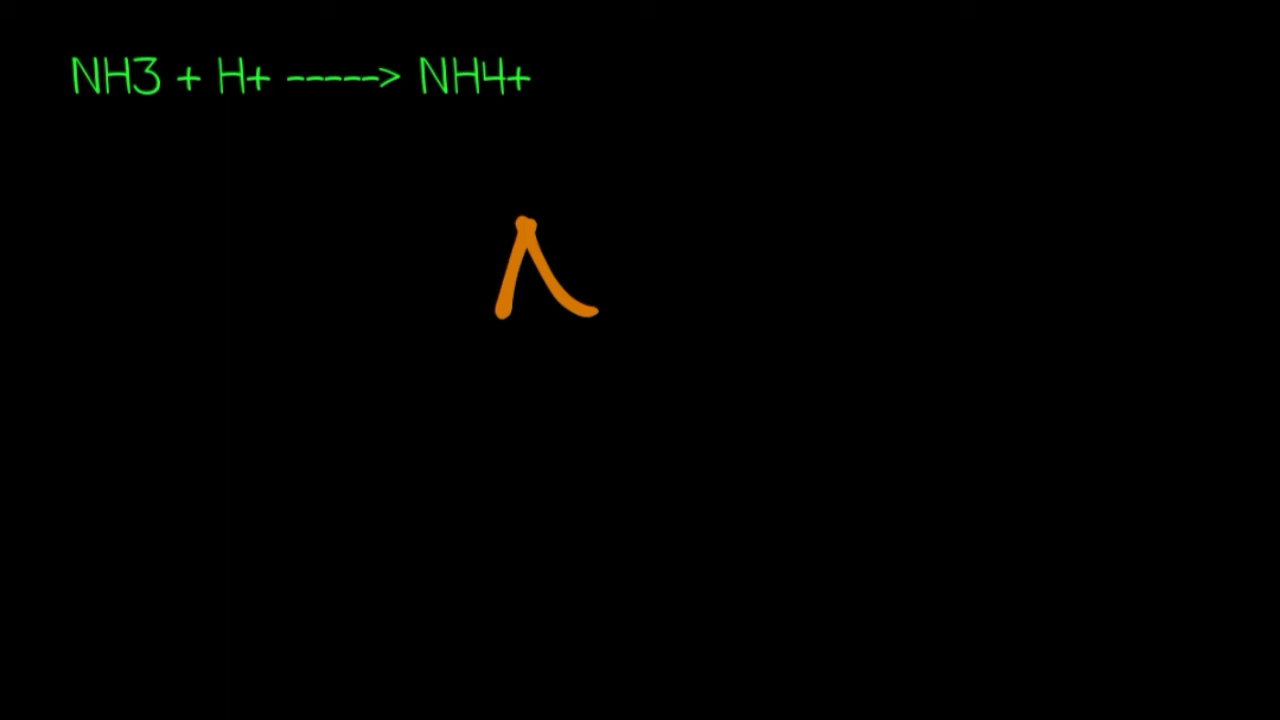 NH3 + H+ -----> NH4+